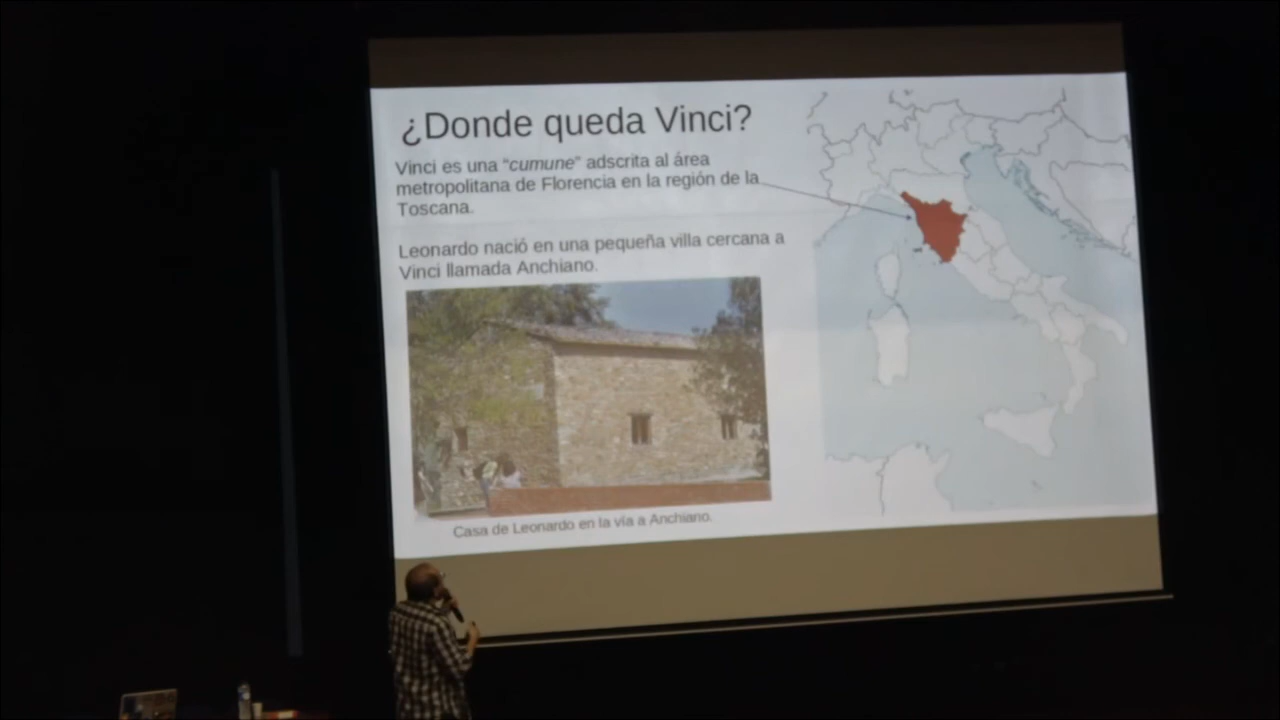 ¿Donde queda Vinci?
Vinci es una “cumune” adscrita al área
metropolitana de Florencia en la región de la
Toscana.
Leonardo nació en una pequeña villa cercana a
Vinci llamada Anchiano.
Casa de Leonardo en la vía a Anchiano.